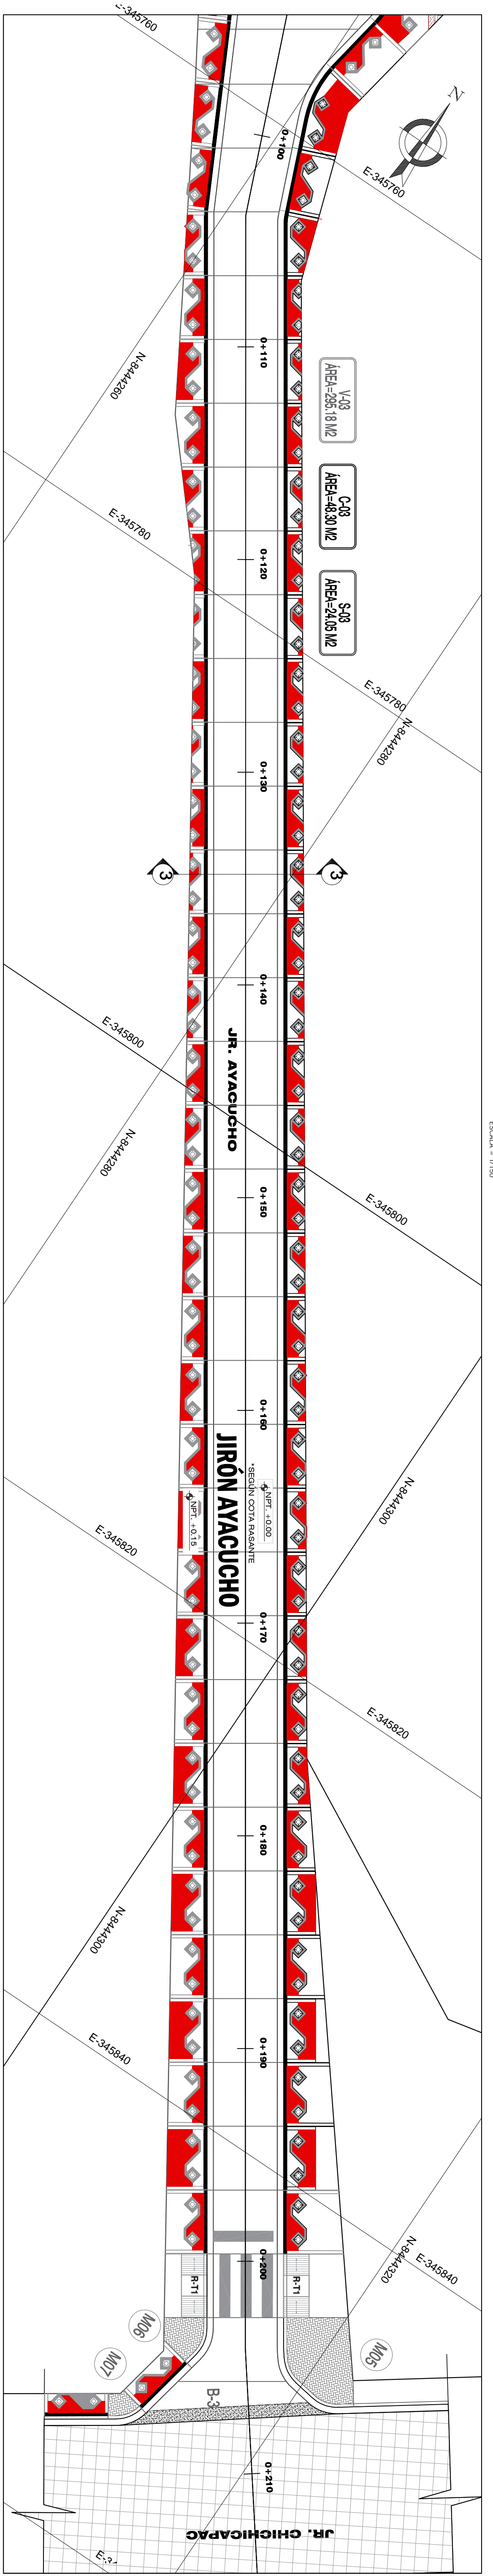 E-345760
N
E-345760
0+100
0+110
N-8444260
V-03
ÁREA=295.18 M2
C-03
ÁREA=48.30 M2
S-03
ÁREA=24.05 M2
E-345780
0+120
E-345780
N-8444280
0+130
3
3
0+140
E-345800
JR. AYACUCHO
N-8444280
ESCALA = 1/150
0+150
E-345800
0+160
JIRÓN AYACUCHO
*SEGÚN COTA RASANTE
NPT. +0.00
NPT. +0.15
N-8444300
E-345820
0+170
E-345820
0+180
N-8444300
0+190
E-345840
0+200
R-T1
R-T1
N-8444320
E-345840
M06
M07
M05
B-3
0+210
JR. CHICHICAPAC